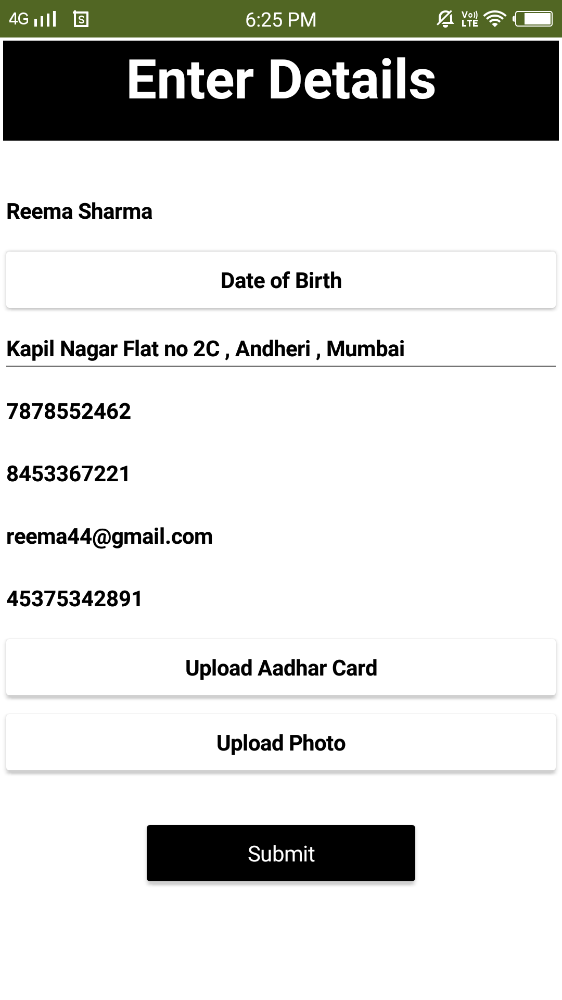 4G S 6:25 PM Vo)) LTE
Enter Details
Reema Sharma
Date of Birth
Kapil Nagar Flat no 2C , Andheri , Mumbai
7878552462
8453367221
reema44@gmail.com
45375342891
Upload Aadhar Card
Upload Photo
Submit